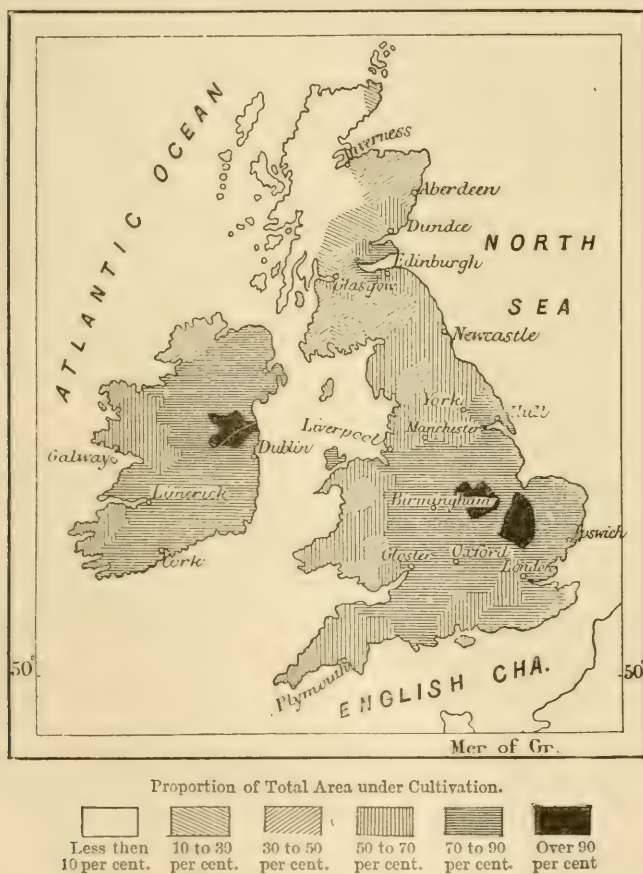 ATLANTIC OCEAN
Inverness
Aberdeen
Dundee
NORTH
Edinburgh
Glasgow
SEA
Newcastle
York
Hull
Liverpool
Manchester
Galway
Dublin
Limerick
Birmingham
Cork
Gloster
Oxford
Ipswich
London
50°
50°
Plymouth
ENGLISH CHA.
Mer of Gr.
Proportion of Total Area under Cultivation.
Less then
10 per cent.
10 to 39
per cent.
30 to 50
per cent.
50 to 70
per cent.
70 to 90
per cent.
Over 90
per cent